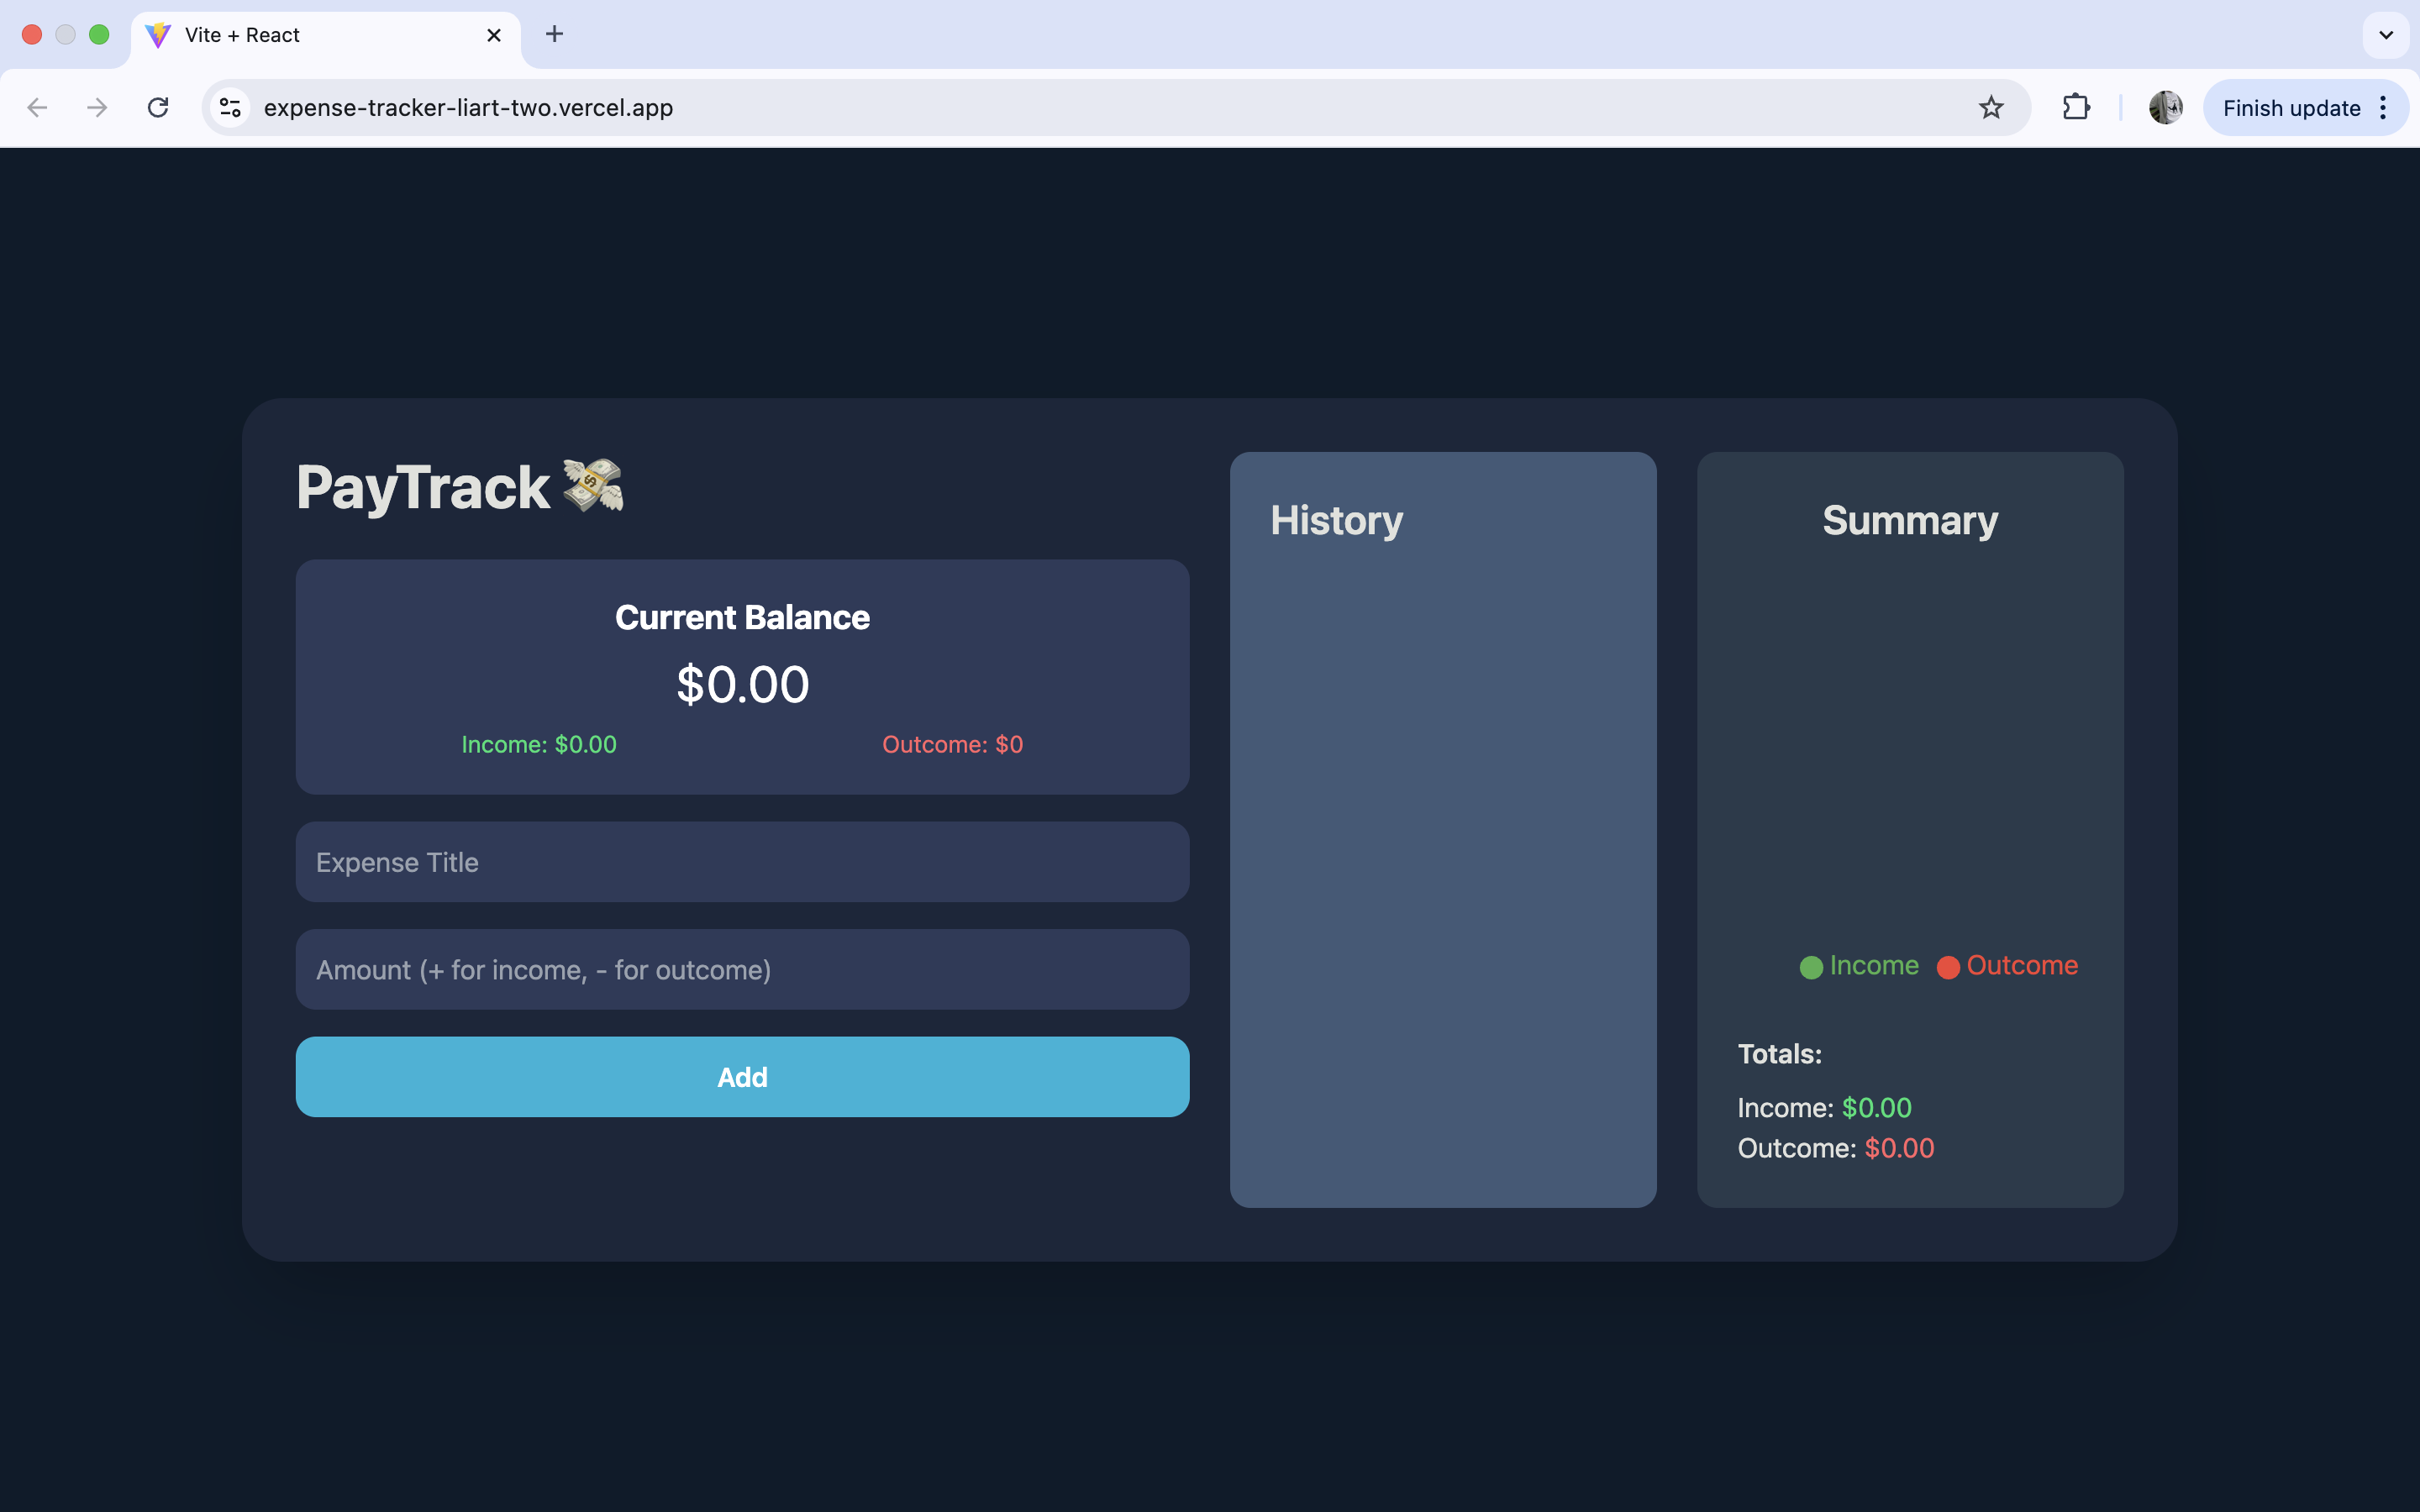 Vite + React
expense-tracker-liart-two.vercel.app
Finish update
PayTrack 💸
Current Balance
$0.00
Income: $0.00
Outcome: $0
Expense Title
Amount (+ for income, - for outcome)
Add
History
Summary
Income
Outcome
Totals:
Income: $0.00
Outcome: $0.00